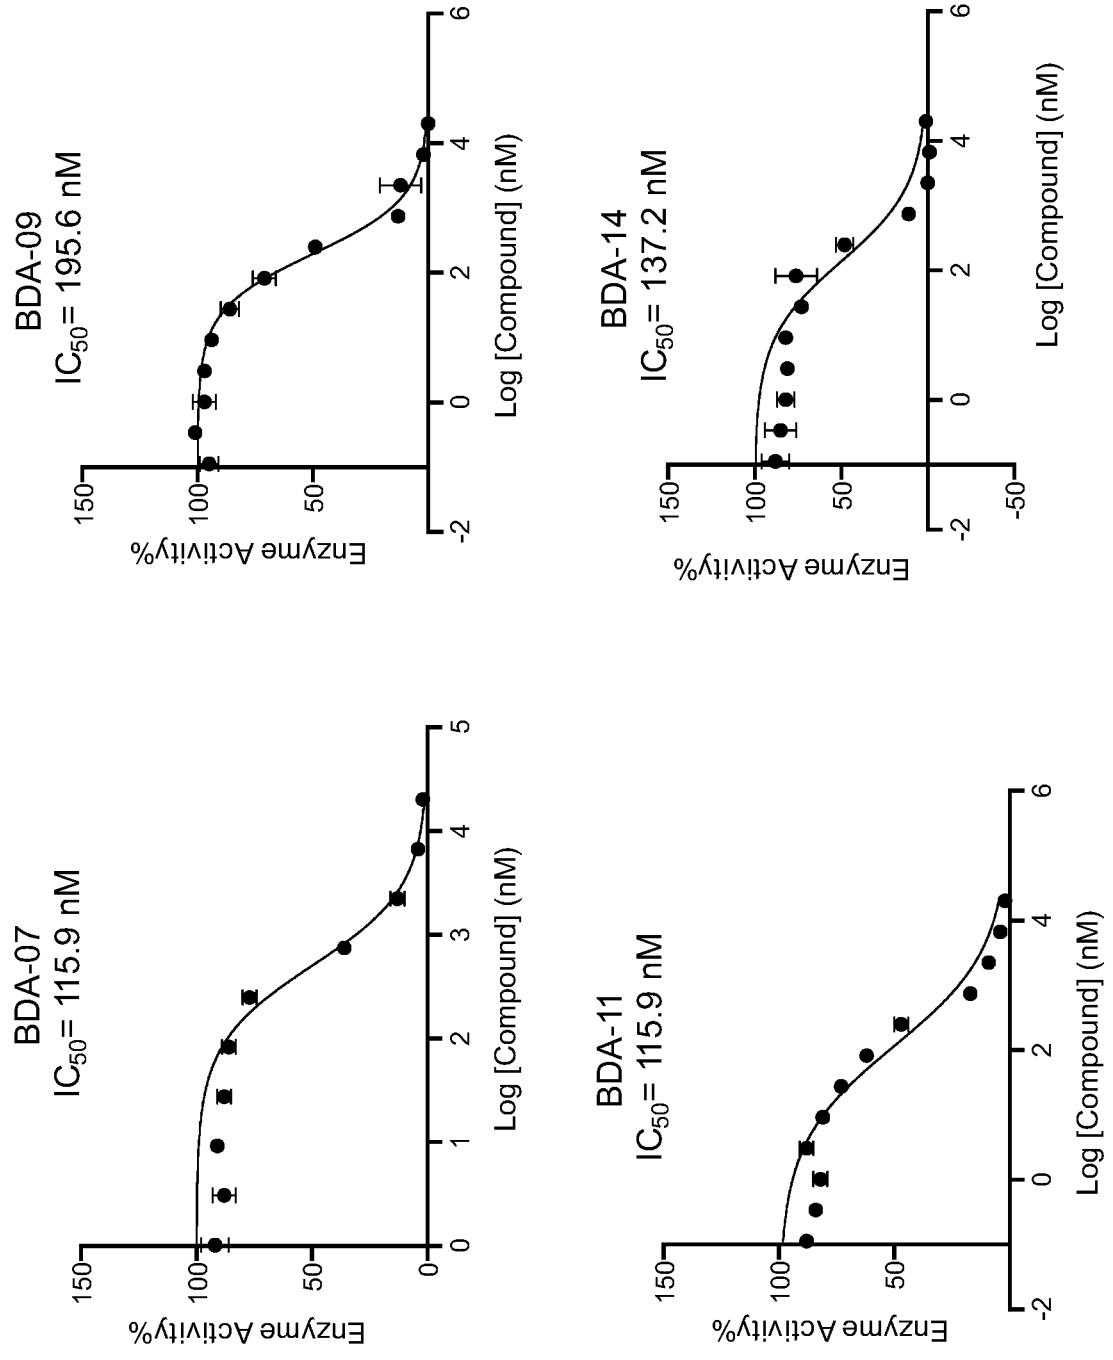 BDA-07
IC50= 115.9 nM
Enzyme Activity%
150
100
50
0
0
1
2
3
4
5
Log [Compound] (nM)
BDA-09
IC50= 195.6 nM
Enzyme Activity%
150
100
50
-2
0
2
4
6
Log [Compound] (nM)
BDA-11
IC50= 115.9 nM
Enzyme Activity%
150
100
50
-2
0
2
4
6
Log [Compound] (nM)
BDA-14
IC50= 137.2 nM
Enzyme Activity%
150
100
50
-50
-2
0
2
4
6
Log [Compound] (nM)